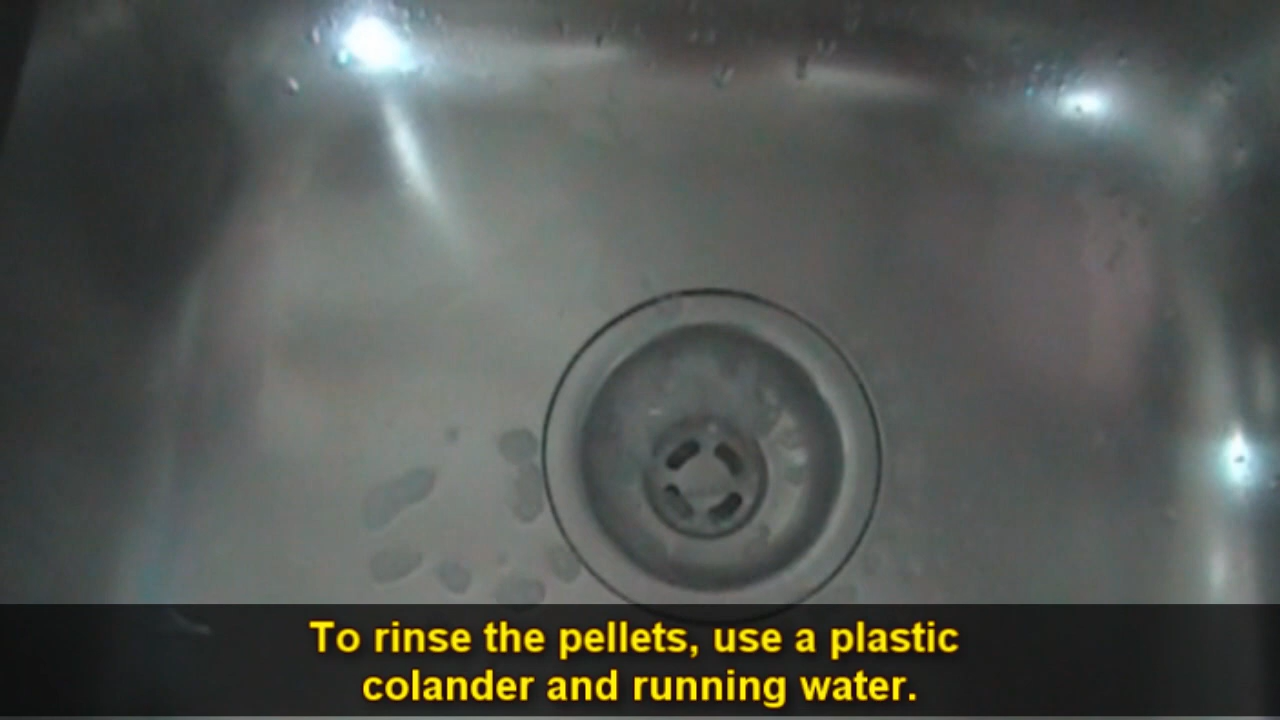 To rinse the pellets, use a plastic
colander and running water.